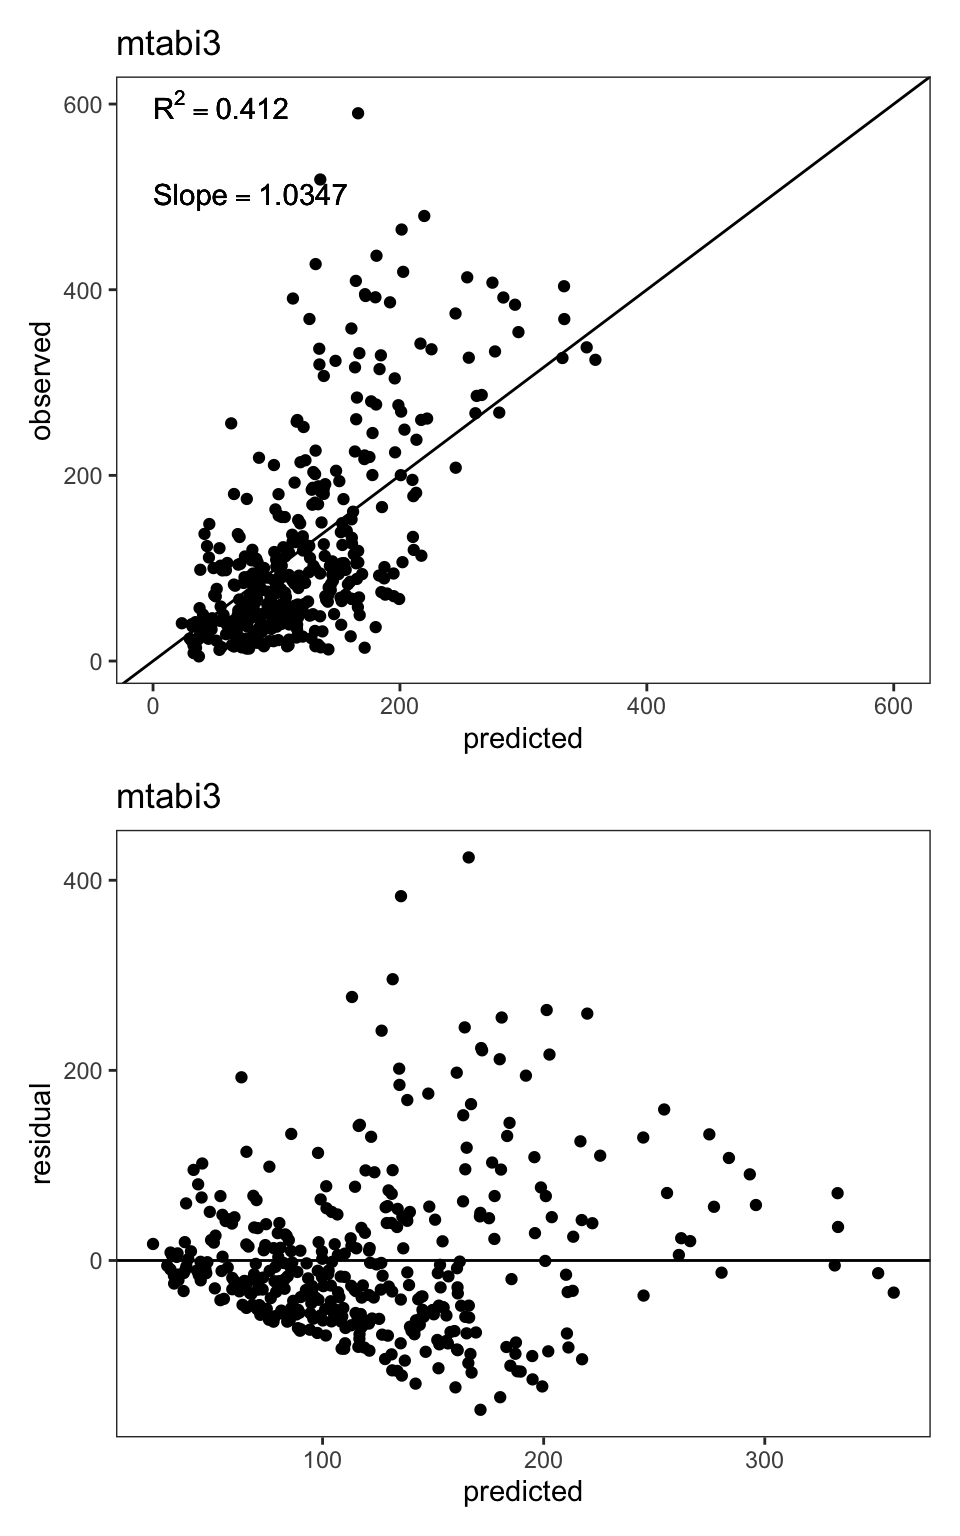 mtabi3
R² = 0.412
Slope = 1.0347
600
400
200
0
observed
0 200 400 600
predicted
mtabi3
400
200
0
residual
100 200 300
predicted